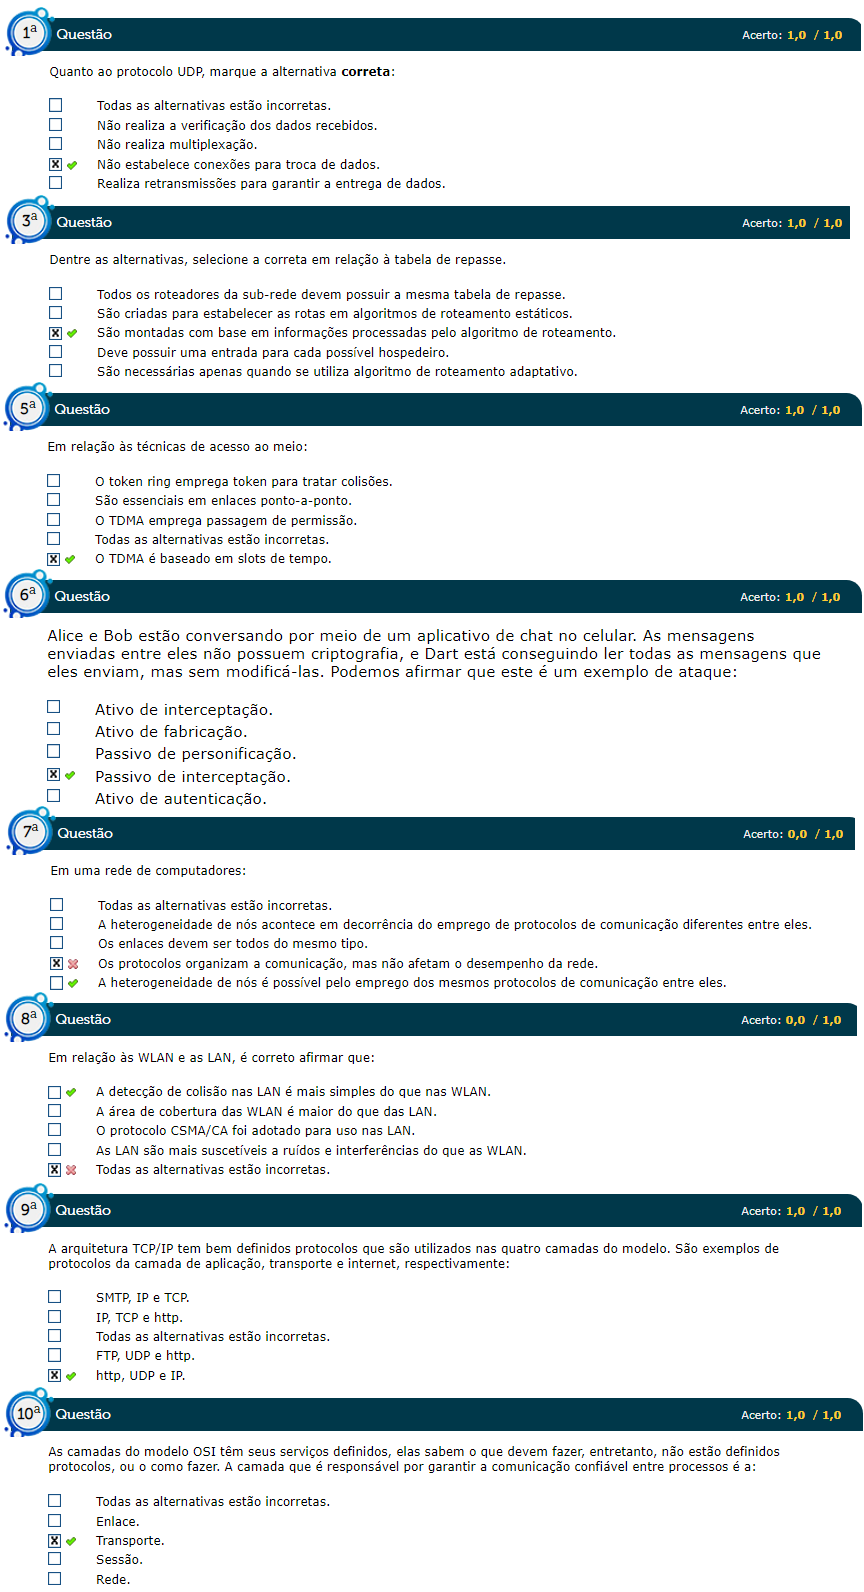 1ª Questão Acerto: 1,0 / 1,0
Quanto ao protocolo UDP, marque a alternativa correta:
Todas as alternativas estão incorretas.
Não realiza a verificação dos dados recebidos.
Não realiza multiplexação.
Não estabelece conexões para troca de dados.
Realiza retransmissões para garantir a entrega de dados.
3ª Questão Acerto: 1,0 / 1,0
Dentre as alternativas, selecione a correta em relação à tabela de repasse.
Todos os roteadores da sub-rede devem possuir a mesma tabela de repasse.
São criadas para estabelecer as rotas em algoritmos de roteamento estáticos.
São montadas com base em informações processadas pelo algoritmo de roteamento.
Deve possuir uma entrada para cada possível hospedeiro.
São necessárias apenas quando se utiliza algoritmo de roteamento adaptativo.
5ª Questão Acerto: 1,0 / 1,0
Em relação às técnicas de acesso ao meio:
O token ring emprega token para tratar colisões.
São essenciais em enlaces ponto-a-ponto.
O TDMA emprega passagem de permissão.
Todas as alternativas estão incorretas.
O TDMA é baseado em slots de tempo.
6ª Questão Acerto: 1,0 / 1,0
Alice e Bob estão conversando por meio de um aplicativo de chat no celular. As mensagens
enviadas entre eles não possuem criptografia, e Dart está conseguindo ler todas as mensagens que
eles enviam, mas sem modificá-las. Podemos afirmar que este é um exemplo de ataque:
Ativo de interceptação.
Ativo de fabricação.
Passivo de personificação.
Passivo de interceptação.
Ativo de autenticação.
7ª Questão Acerto: 0,0 / 1,0
Em uma rede de computadores:
Todas as alternativas estão incorretas.
A heterogeneidade de nós acontece em decorrência do emprego de protocolos de comunicação diferentes entre eles.
Os enlaces devem ser todos do mesmo tipo.
Os protocolos organizam a comunicação, mas não afetam o desempenho da rede.
A heterogeneidade de nós é possível pelo emprego dos mesmos protocolos de comunicação entre eles.
8ª Questão Acerto: 0,0 / 1,0
Em relação às WLAN e as LAN, é correto afirmar que:
A detecção de colisão nas LAN é mais simples do que nas WLAN.
A área de cobertura das WLAN é maior do que das LAN.
O protocolo CSMA/CA foi adotado para uso nas LAN.
As LAN são mais suscetíveis a ruídos e interferências do que as WLAN.
Todas as alternativas estão incorretas.
9ª Questão Acerto: 1,0 / 1,0
A arquitetura TCP/IP tem bem definidos protocolos que são utilizados nas quatro camadas do modelo. São exemplos de
protocolos da camada de aplicação, transporte e internet, respectivamente:
SMTP, IP e TCP.
IP, TCP e http.
Todas as alternativas estão incorretas.
FTP, UDP e http.
http, UDP e IP.
10ª Questão Acerto: 1,0 / 1,0
As camadas do modelo OSI têm seus serviços definidos, elas sabem o que devem fazer, entretanto, não estão definidos
protocolos, ou o como fazer. A camada que é responsável por garantir a comunicação confiável entre processos é a:
Todas as alternativas estão incorretas.
Enlace.
Transporte.
Sessão.
Rede.